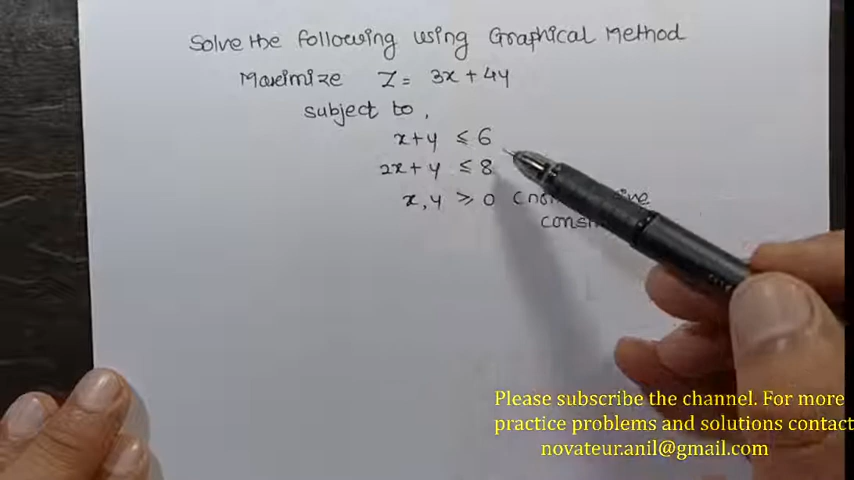 Solve the following using Graphical Method
Maximize Z = 3x + 4y
subject to,
x+y ≤ 6
2x+y ≤ 8
x,y ≥ 0
Please subscribe the channel. For more
practice problems and solutions contact
novateur.anil@gmail.com